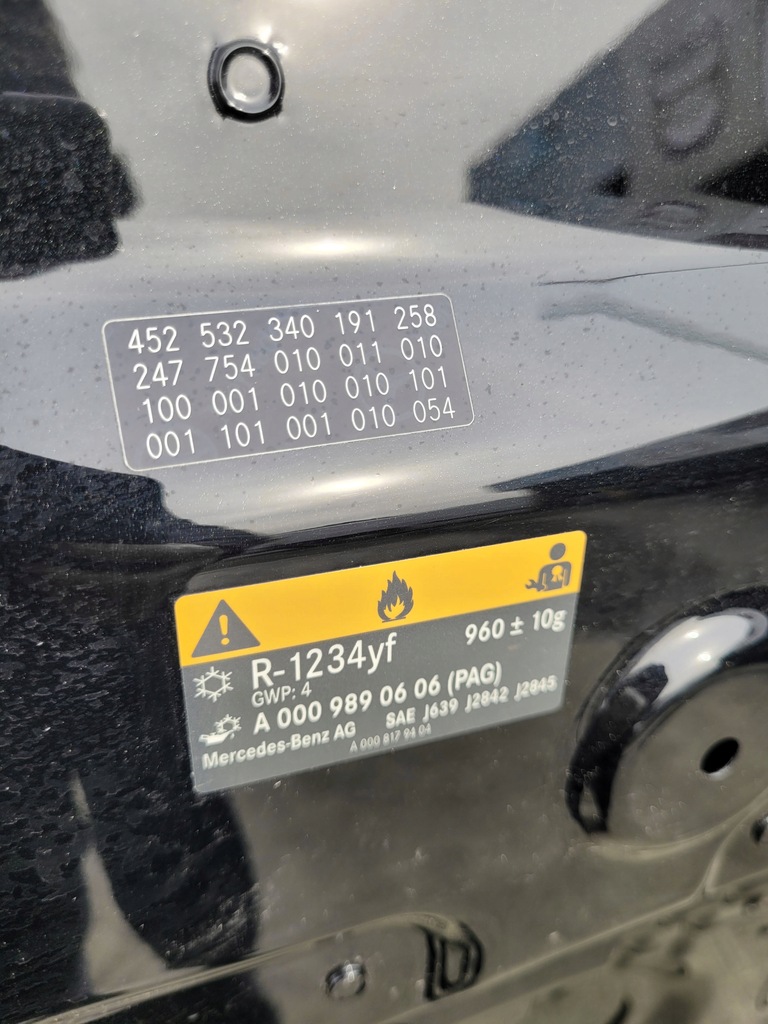 452 532 340 191 258
247 754 010 011 010
100 001 010 010 101
001 101 001 010 054
R-1234yf 960 ± 10g
GWP: 4
A 000 989 06 06 (PAG)
Mercedes-Benz AG SAE J639 J2842 J2845
A 000 817 94 04